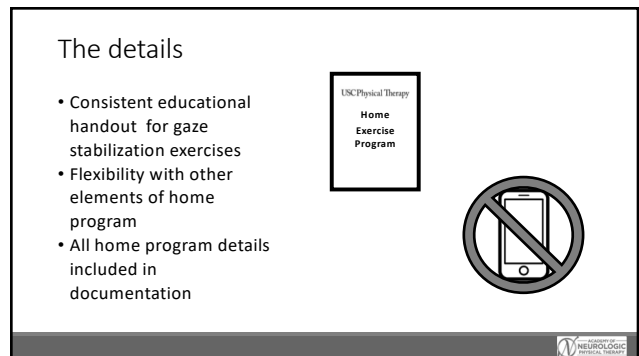 The details
• Consistent educational
handout for gaze
stabilization exercises
• Flexibility with other
elements of home
program
• All home program details
included in
documentation
USC Physical Therapy
Home
Exercise
Program
ACADEMY OF
NEUROLOGIC
PHYSICAL THERAPY